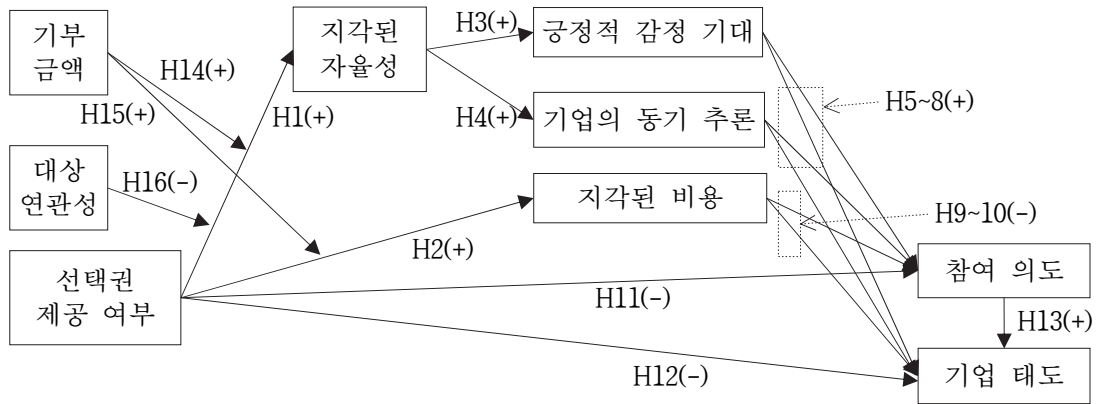 기부
금액
H14(+)
H15(+)
H1(+)
지각된
자율성
H3(+)
H4(+)
긍정적 감정 기대
기업의 동기 추론
H5~8(+)
대상
연관성
H16(-)
지각된 비용
H9~10(-)
H2(+)
선택권
제공 여부
H11(-)
참여 의도
H13(+)
H12(-)
기업 태도